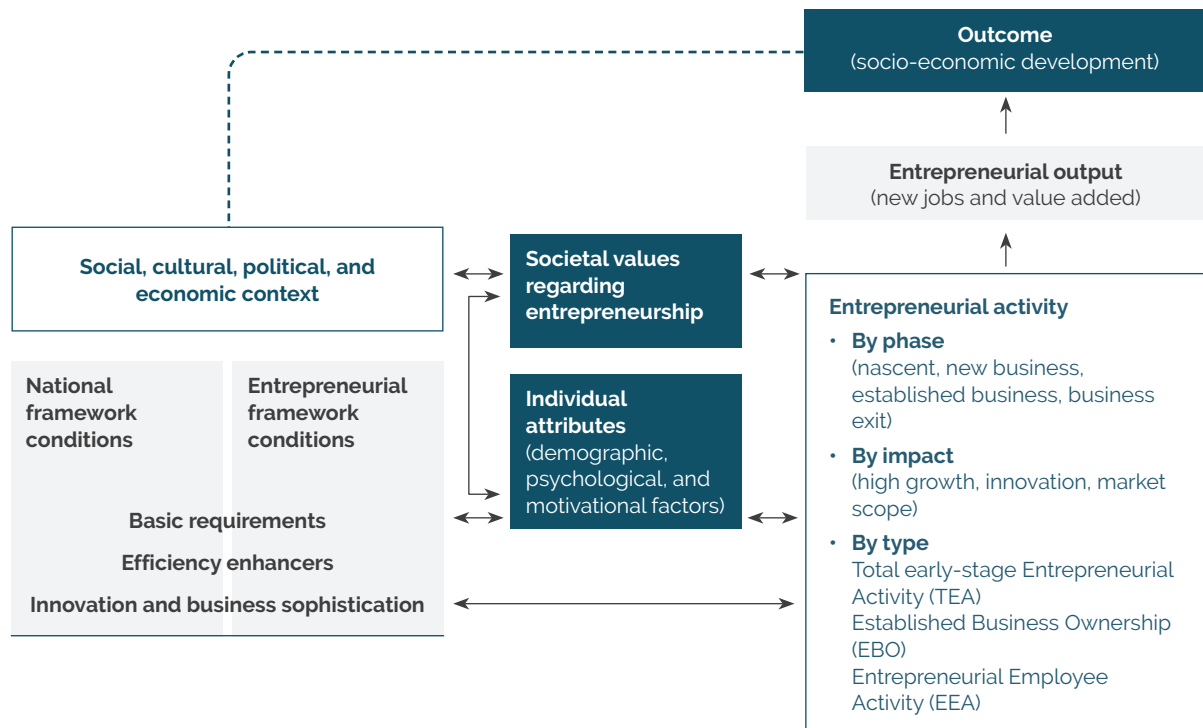 Outcome
(socio-economic development)
Entrepreneurial output
(new jobs and value added)
Social, cultural, political, and
economic context
Societal values
regarding
entrepreneurship
National
framework
conditions
Entrepreneurial
framework
conditions
Basic requirements
Efficiency enhancers
Innovation and business sophistication
Individual
attributes
(demographic,
psychological, and
motivational factors)
Entrepreneurial activity
• By phase
(nascent, new business,
established business, business
exit)
• By impact
(high growth, innovation, market
scope)
• By type
Total early-stage Entrepreneurial
Activity (TEA)
Established Business Ownership
(EBO)
Entrepreneurial Employee
Activity (EEA)